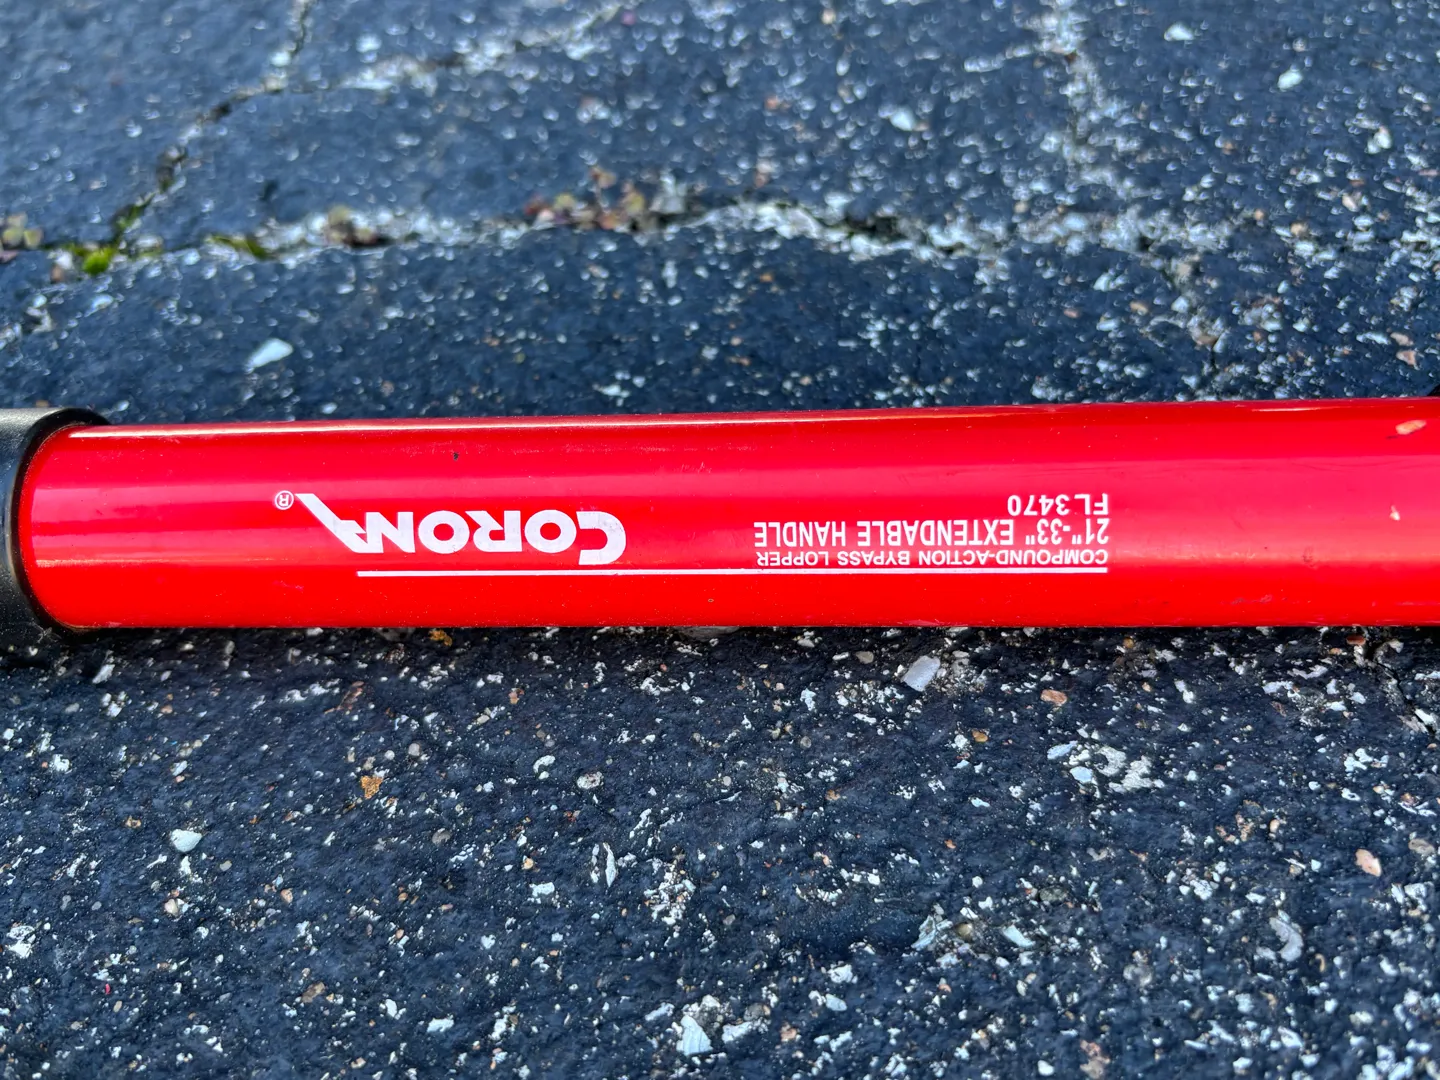 COMPOUND-ACTION BYPASS LOPPER
21"-33" EXTENDABLE HANDLE
FL3470
CORONA®